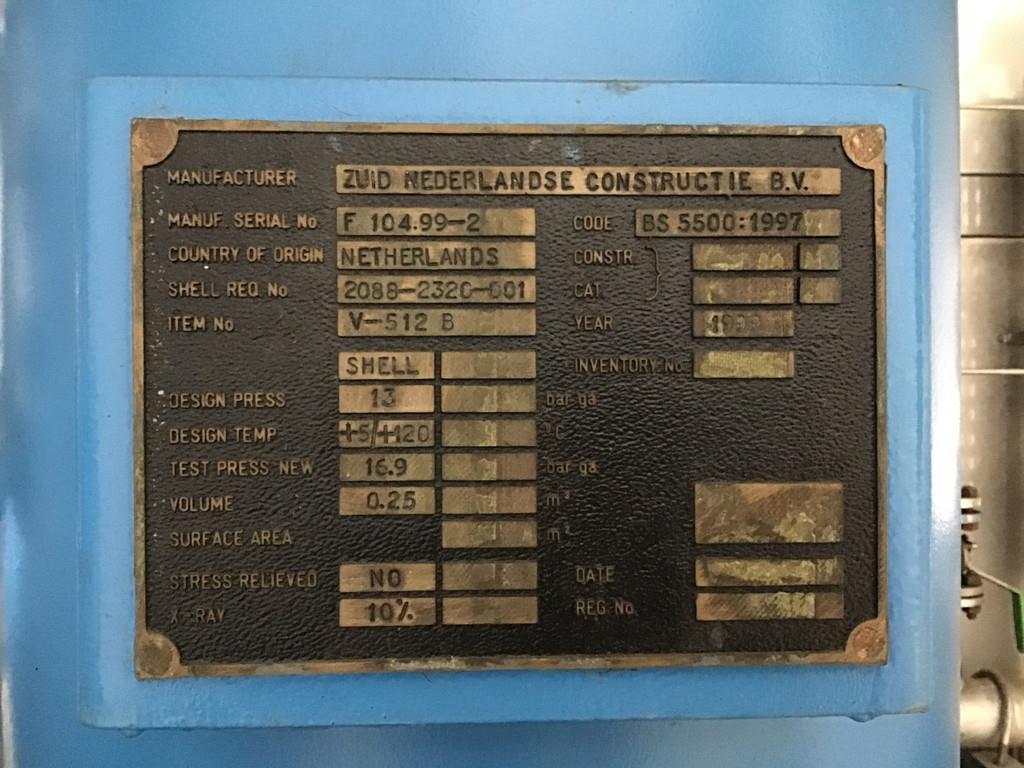 MANUFACTURER ZUID NEDERLANDSE CONSTRUCTIE B.V.
MANUF. SERIAL No. F 104.99-2 CODE BS 5500:1997
COUNTRY OF ORIGIN NETHERLANDS CONSTR
SHELL REQ. No 2088-2320-001 CAT
ITEM No. V-512 B YEAR
SHELL INVENTORY No.
DESIGN PRESS 13 bar ga
DESIGN TEMP +5/+120 °C
TEST PRESS NEW 16.9 bar ga
VOLUME 0.25 m³
SURFACE AREA m²
STRESS RELIEVED NO DATE
X-RAY 10% REG. No.